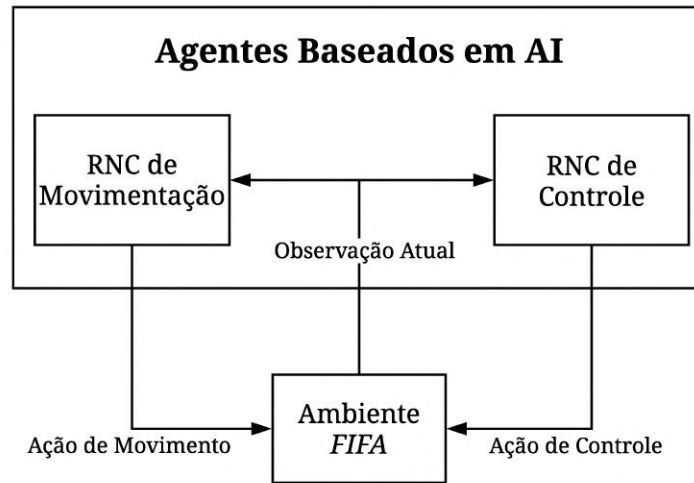 Agentes Baseados em AI
RNC de
Movimentação
RNC de
Controle
Observação Atual
Ambiente
FIFA
Ação de Movimento
Ação de Controle